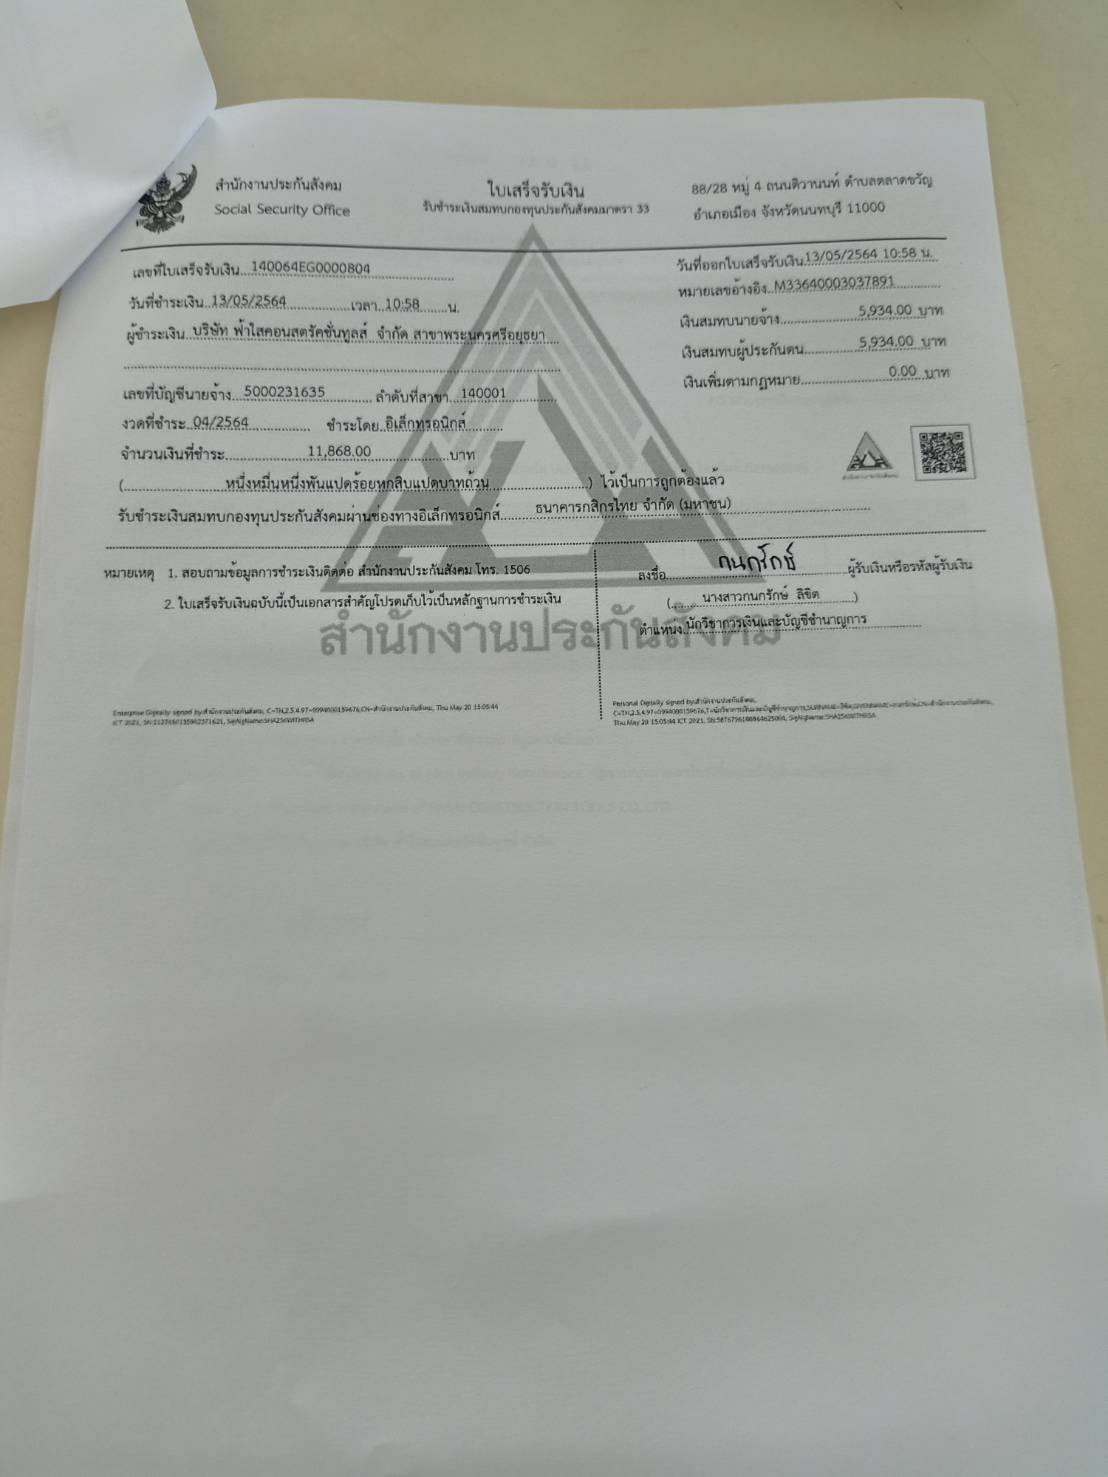 สำนักงานประกันสังคม
Social Security Office
ใบเสร็จรับเงิน
รับชำระเงินสมทบกองทุนประกันสังคมมาตรา 33
88/28 หมู่ 4 ถนนติวานนท์ ตำบลตลาดขวัญ
อำเภอเมือง จังหวัดนนทบุรี 11000
เลขที่ใบเสร็จรับเงิน 140064EG0000804
วันที่ออกใบเสร็จรับเงิน 13/05/2564 10:58 น.
วันที่ชำระเงิน 13/05/2564 เวลา 10:58 น.
หมายเลขอ้างอิง M33640003037891
ผู้ชำระเงิน บริษัท ฟ้าใสคอนสตรัคชั่นทูลส์ จำกัด สาขาพระนครศรีอยุธยา
เงินสมทบนายจ้าง 5,934.00 บาท
เงินสมทบผู้ประกันตน 5,934.00 บาท
เงินเพิ่มตามกฎหมาย 0.00 บาท
เลขที่บัญชีนายจ้าง 5000231635 ลำดับที่สาขา 140001
งวดที่ชำระ 04/2564 ชำระโดย อิเล็กทรอนิกส์
จำนวนเงินที่ชำระ 11,868.00 บาท
(หนึ่งหมื่นหนึ่งพันแปดร้อยหกสิบแปดบาทถ้วน) ไว้เป็นการถูกต้องแล้ว
รับชำระเงินสมทบกองทุนประกันสังคมผ่านช่องทางอิเล็กทรอนิกส์ ธนาคารกสิกรไทย จำกัด (มหาชน)
สำนักงานประกันสังคม
หมายเหตุ 1. สอบถามข้อมูลการชำระเงินติดต่อ สำนักงานประกันสังคม โทร. 1506
2. ใบเสร็จรับเงินฉบับนี้เป็นเอกสารสำคัญโปรดเก็บไว้เป็นหลักฐานการชำระเงิน
ลงชื่อ กนกรักษ์ ผู้รับเงินหรือรหัสผู้รับเงิน
(นางสาวกนกรักษ์ ลิขิต)
ตำแหน่ง นักวิชาการเงินและบัญชีชำนาญการ
สำนักงานประกันสังคม